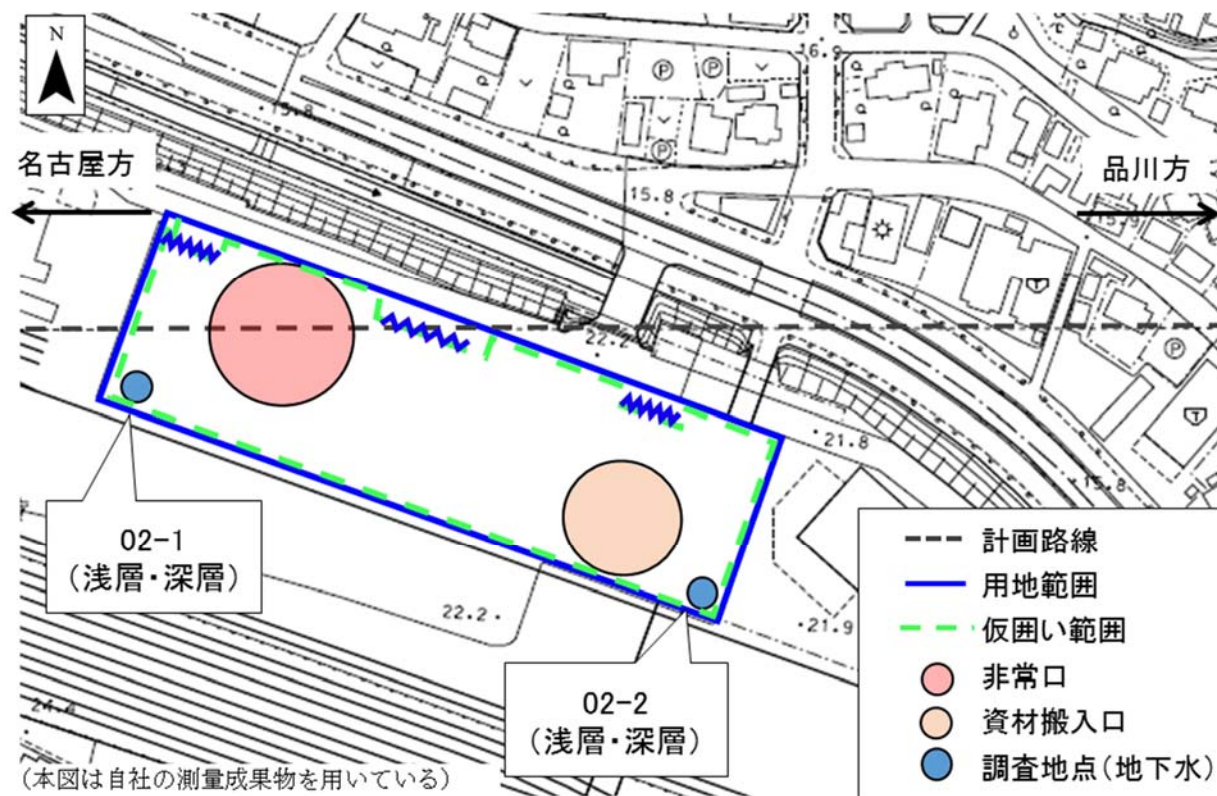 N
名古屋方
品川方
16.9
15.8
15.8
22.2
21.8
15.8
21.9
22.2
24.4
P
P
P
P
T
T
02-1
(浅層・深層)
02-2
(浅層・深層)
計画路線
用地範囲
仮囲い範囲
非常口
資材搬入口
調査地点(地下水)
(本図は自社の測量成果物を用いている)